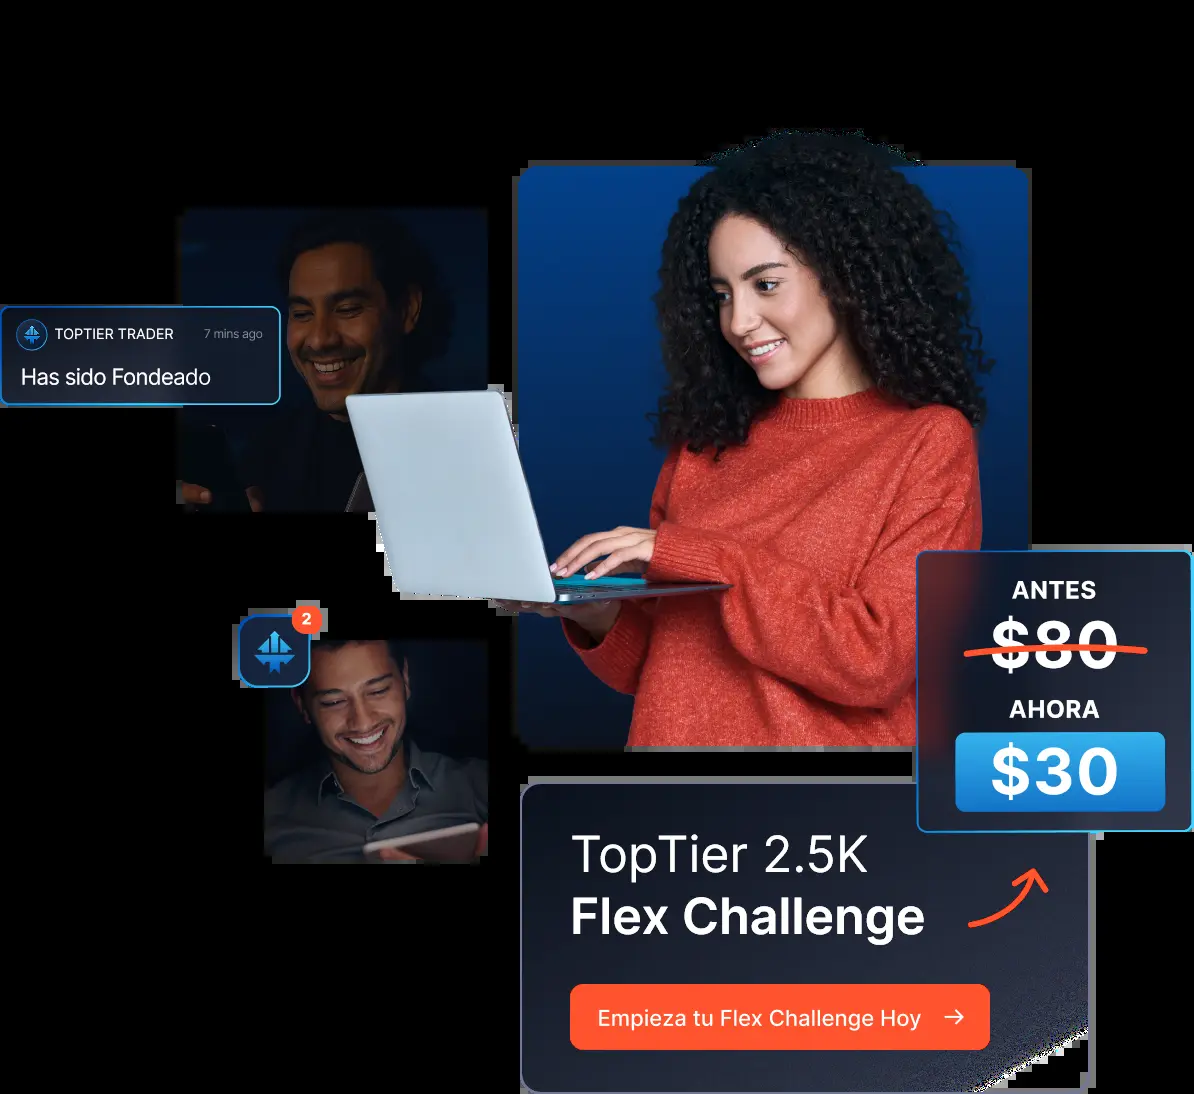 TOPTIER TRADER 7 mins ago
Has sido Fondeado
2
ANTES
$80
AHORA
$30
TopTier 2.5K
Flex Challenge
Empieza tu Flex Challenge Hoy →